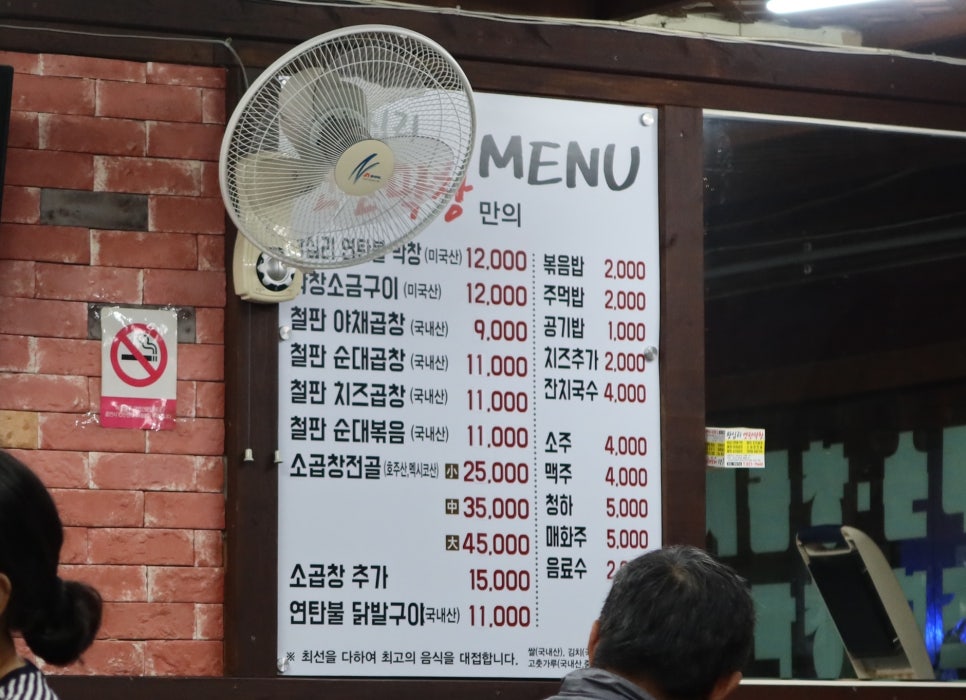 MENU
만의
연탄불 막창 (미국산) 12,000
막창소금구이 (미국산) 12,000
철판 야채곱창 (국내산) 9,000
철판 순대곱창 (국내산) 11,000
철판 치즈곱창 (국내산) 11,000
철판 순대볶음 (국내산) 11,000
소곱창전골 (호주산,멕시코산) 小 25,000
中 35,000
大 45,000
소곱창 추가 15,000
연탄불 닭발구이(국내산) 11,000
볶음밥 2,000
주먹밥 2,000
공기밥 1,000
치즈추가 2,000
잔치국수 4,000
소주 4,000
맥주 4,000
청하 5,000
매화주 5,000
음료수
※ 최선을 다하여 최고의 음식을 대접합니다.
쌀(국내산), 김치
고춧가루(국내산